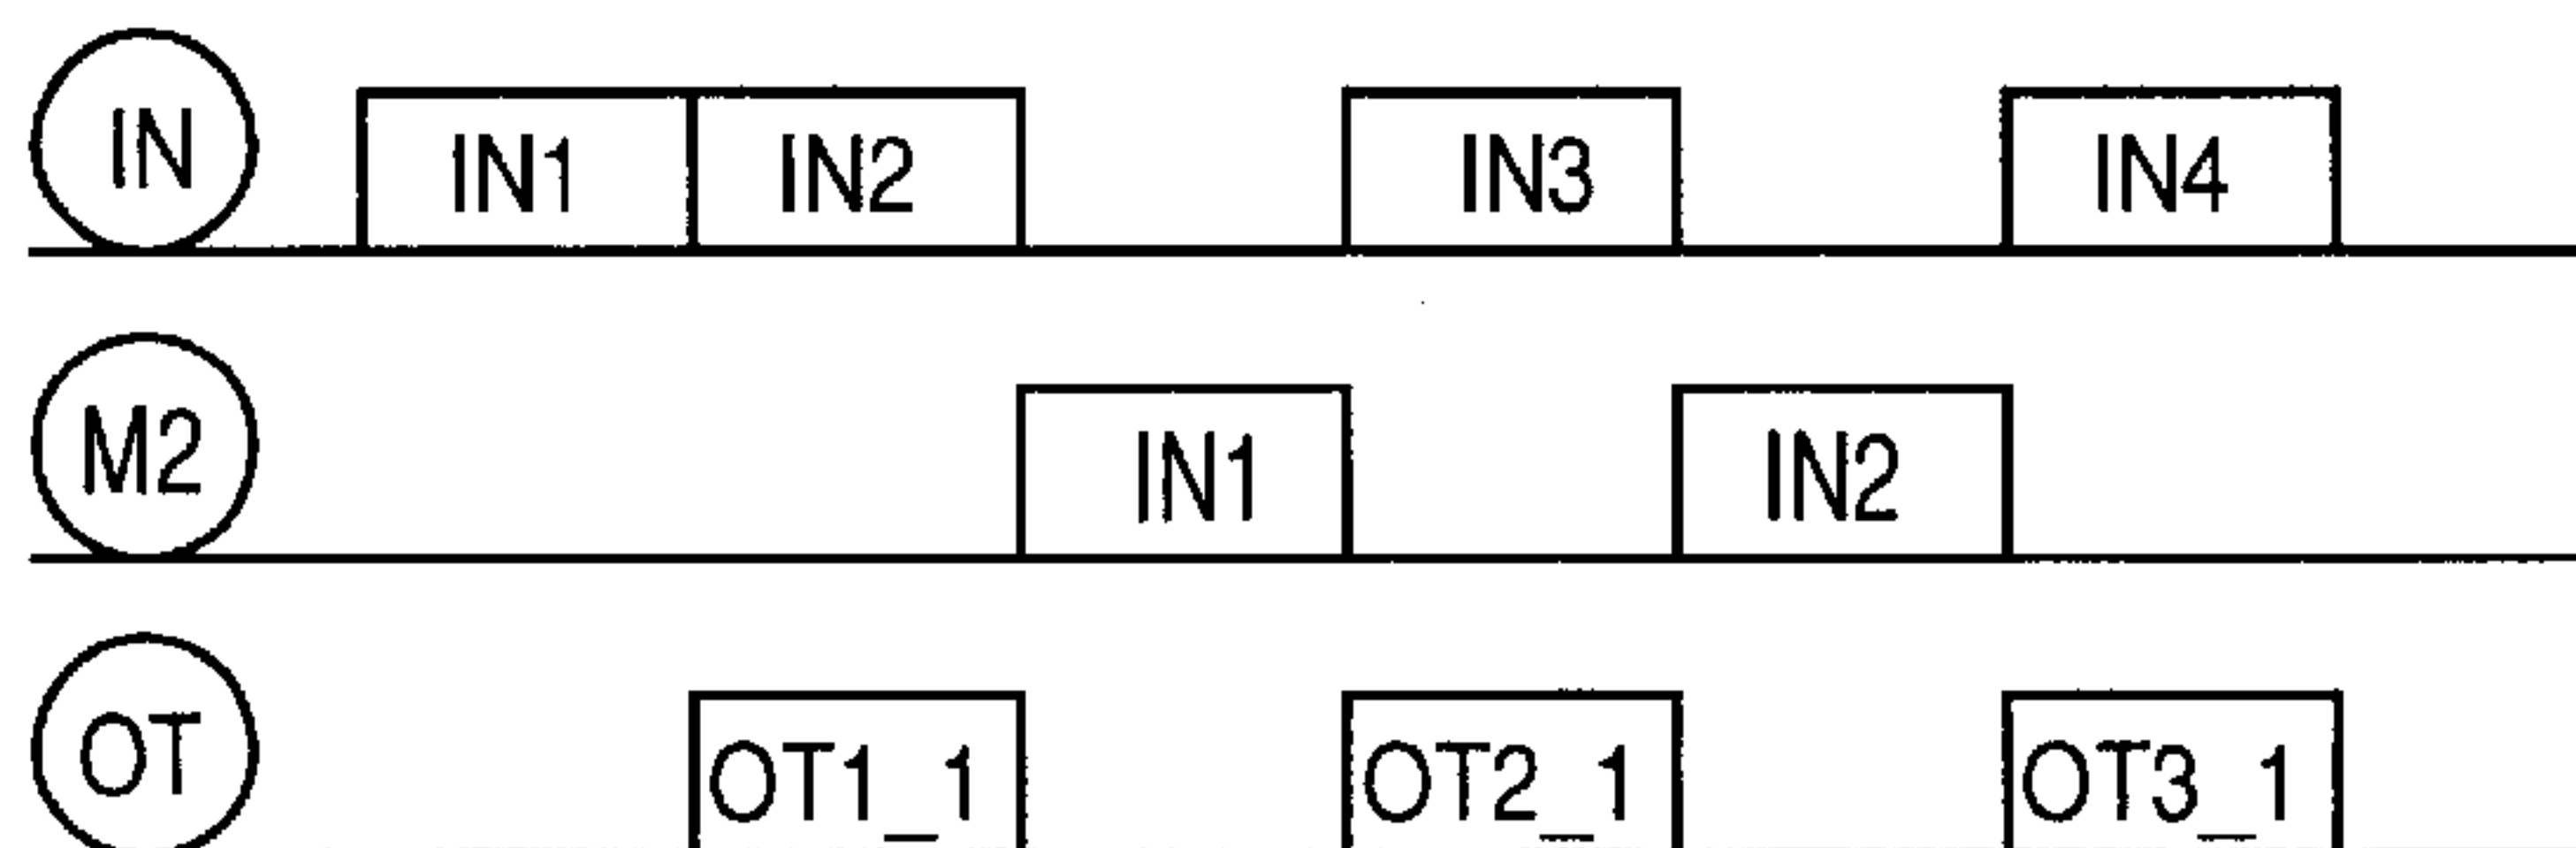 IN IN1 IN2 IN3 IN4
M2 IN1 IN2
OT OT1_1 OT2_1 OT3_1